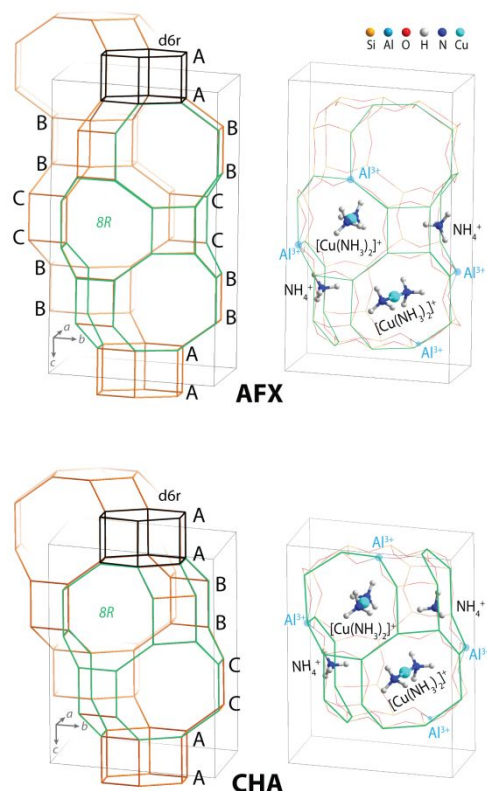 d6r
A
A
B
B
B
B
C
C
8R
C
C
B
B
B
B
A
A
a
b
c
Si Al O H N Cu
Al³⁺
[Cu(NH₃)₂]⁺
NH₄⁺
Al³⁺
NH₄⁺
Al³⁺
[Cu(NH₃)₂]⁺
Al³⁺
AFX
d6r
A
A
8R
B
B
C
C
A
A
a
b
c
Al³⁺
NH₄⁺
[Cu(NH₃)₂]⁺
Al³⁺
NH₄⁺
Al³⁺
[Cu(NH₃)₂]⁺
Al³⁺
CHA